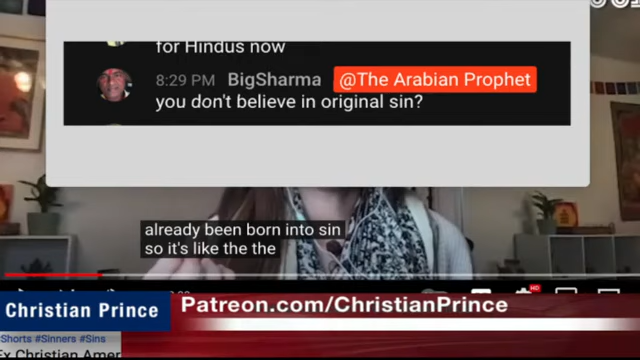 for Hindus now
8:29 PM BigSharma @The Arabian Prophet
you don't believe in original sin?
already been born into sin
so it's like the the
HD
Christian Prince
Patreon.com/ChristianPrince
#Shorts #Sinners #Sins
Ex Christian Amer